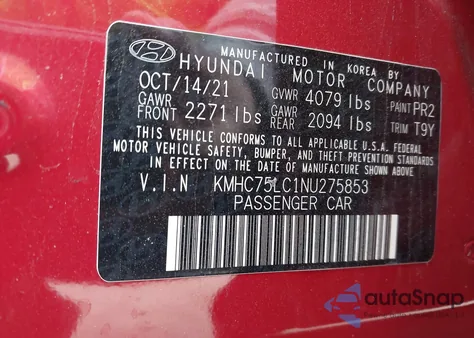 MANUFACTURED IN KOREA BY
HYUNDAI MOTOR COMPANY
OCT/14/21 GVWR 4079 lbs PAINT PR2
GAWR FRONT 2271 lbs GAWR REAR 2094 lbs TRIM T9Y
THIS VEHICLE CONFORMS TO ALL APPLICABLE U.S.A. FEDERAL
MOTOR VEHICLE SAFETY, BUMPER, AND THEFT PREVENTION STANDARDS
IN EFFECT ON THE DATE OF MANUFACTURE SHOWN ABOVE.
V.I.N KMHC75LC1NU275853
PASSENGER CAR
autoSnap